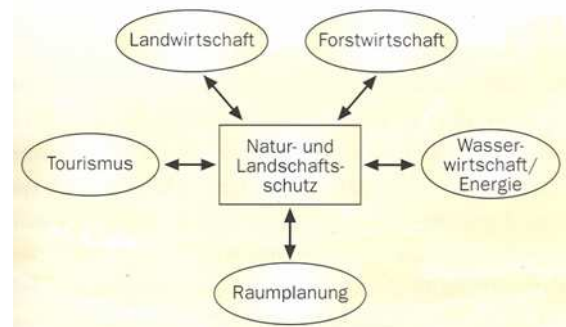 Landwirtschaft
Forstwirtschaft
Tourismus
Natur- und
Landschafts-
schutz
Wasser-
wirtschaft/
Energie
Raumplanung